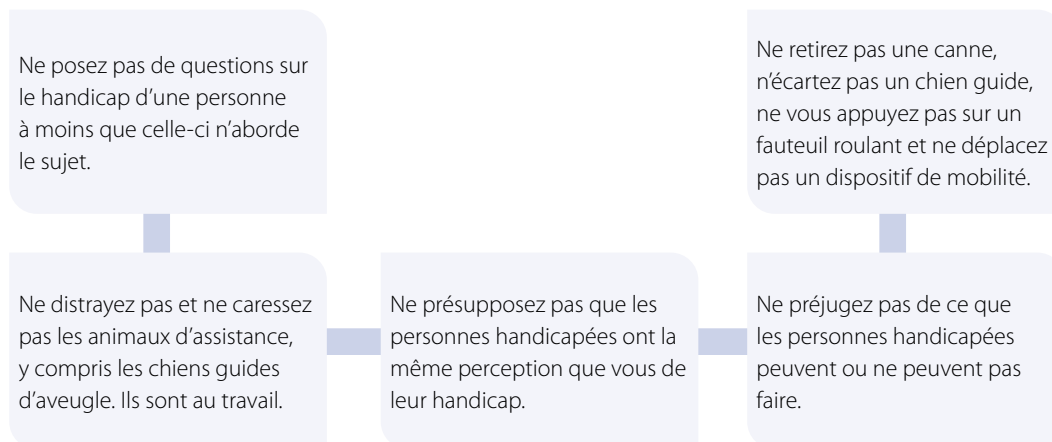 Ne posez pas de questions sur
le handicap d’une personne
à moins que celle-ci n’aborde
le sujet.
Ne distrayez pas et ne caressez
pas les animaux d’assistance,
y compris les chiens guides
d’aveugle. Ils sont au travail.
Ne présupposez pas que les
personnes handicapées ont la
même perception que vous de
leur handicap.
Ne préjugez pas de ce que
les personnes handicapées
peuvent ou ne peuvent pas
faire.
Ne retirez pas une canne,
n’écartez pas un chien guide,
ne vous appuyez pas sur un
fauteuil roulant et ne déplacez
pas un dispositif de mobilité.